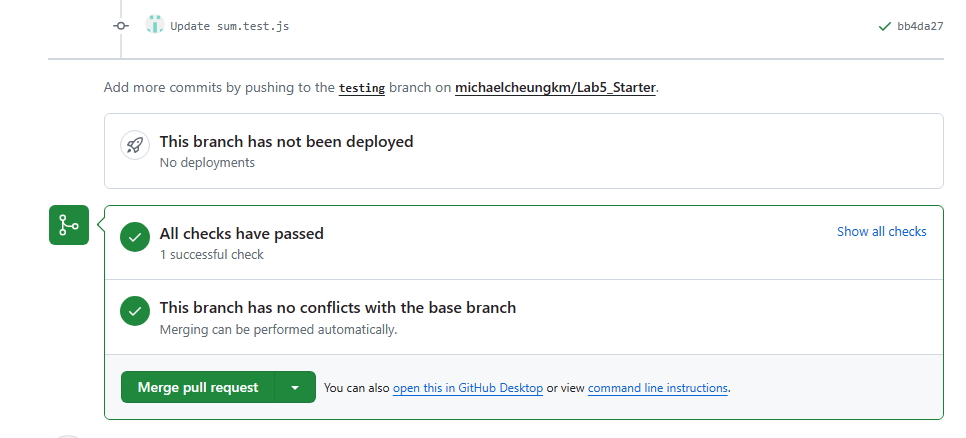 Update sum.test.js bb4da27
Add more commits by pushing to the testing branch on michaelcheungkm/Lab5_Starter.
This branch has not been deployed
No deployments
All checks have passed Show all checks
1 successful check
This branch has no conflicts with the base branch
Merging can be performed automatically.
Merge pull request You can also open this in GitHub Desktop or view command line instructions.